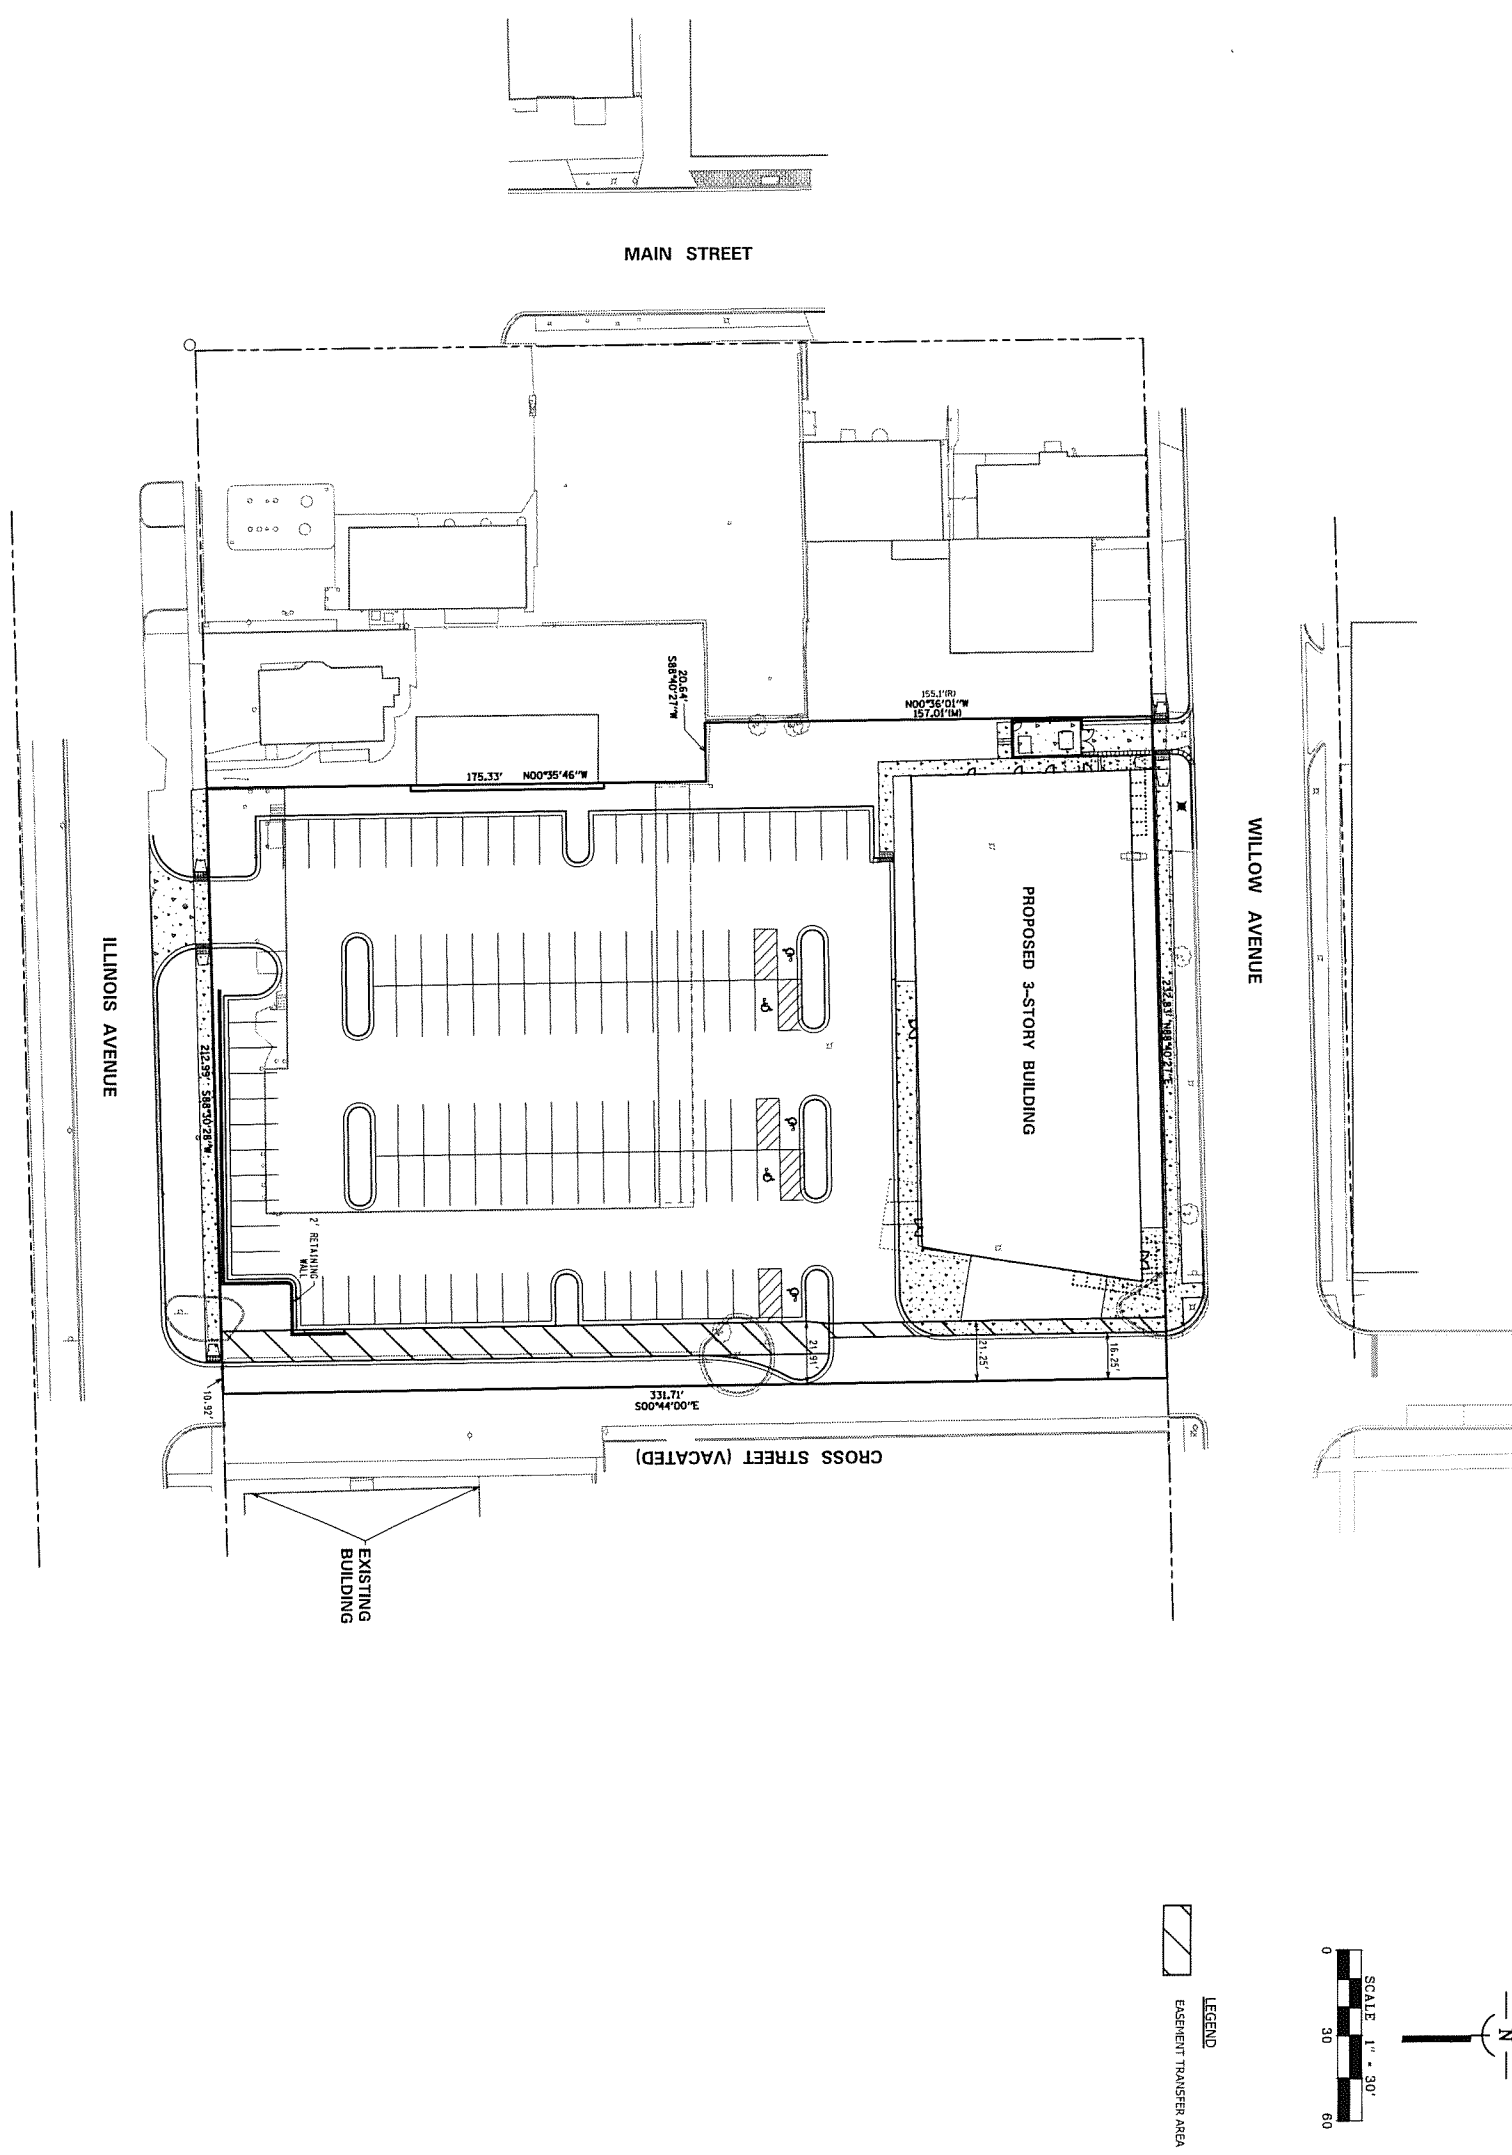 MAIN STREET
20.64'
S88°40'27"W
155.1'(R)
N00°36'01"W
157.01'(M)
175.33' N00°35'46"W
WILLOW AVENUE
PROPOSED 3-STORY BUILDING
ILLINOIS AVENUE
232.83' N88°40'27"E
212.99' S88°30'28"W
2' RETAINING
WALL
21.91'
21.25'
16.25'
10.92'
331.71'
S00°44'00"E
CROSS STREET (VACATED)
EXISTING
BUILDING
LEGEND
EASEMENT TRANSFER AREA
SCALE 1" = 30'
0 30 60
N